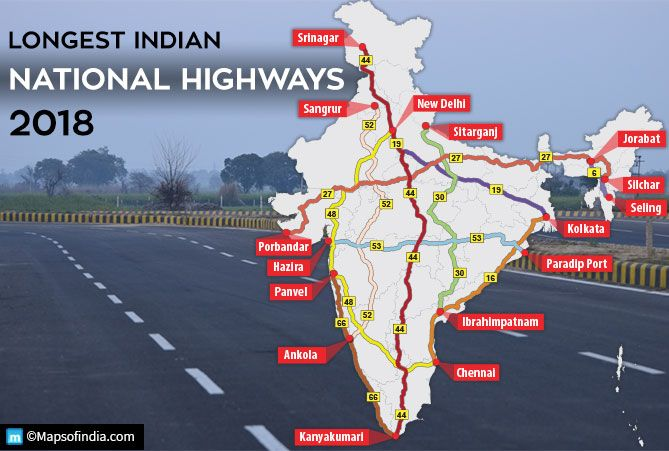 LONGEST INDIAN
NATIONAL HIGHWAYS
2018
Srinagar
44
Sangrur
52
New Delhi
Sitarganj
19
27
27
Jorabat
6
Silchar
Seling
27
44
30
52
19
48
Kolkata
Porbandar
53
53
Hazira
44
Paradip Port
Panvel
30
16
48
52
66
Ibrahimpatnam
44
Ankola
Chennai
66
44
Kanyakumari
m ©Mapsofindia.com